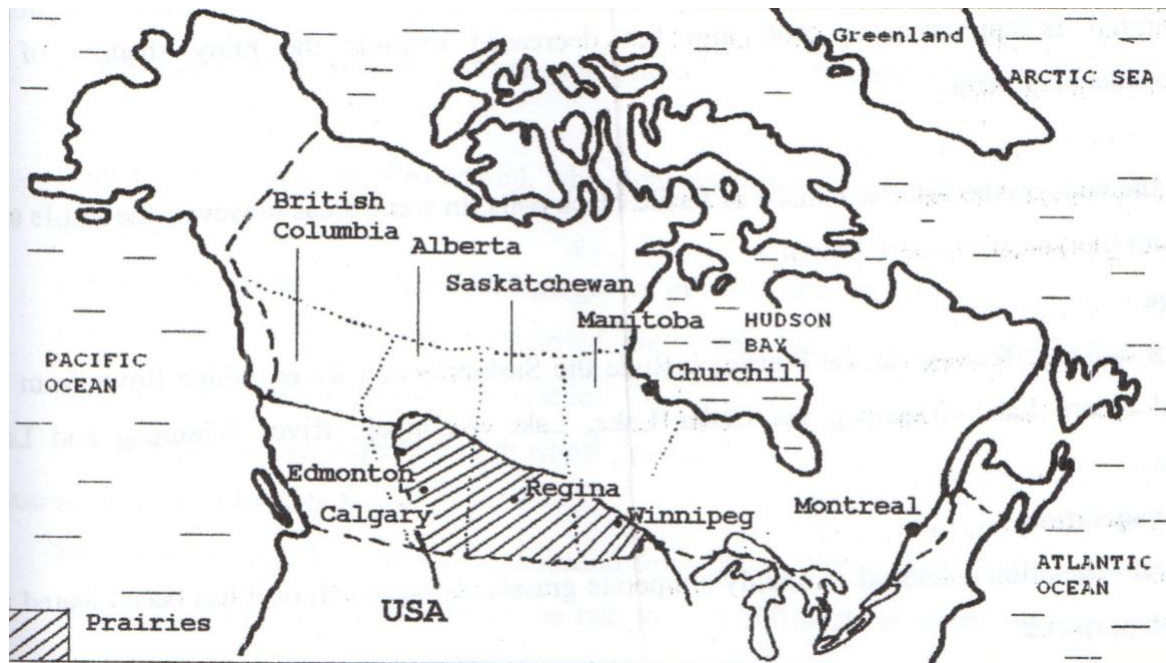 Greenland
ARCTIC SEA
British
Columbia
Alberta
Saskatchewan
Manitoba
HUDSON
BAY
PACIFIC
OCEAN
Churchill
Edmonton
Regina
Calgary
Winnipeg
Montreal
ATLANTIC
OCEAN
USA
Prairies